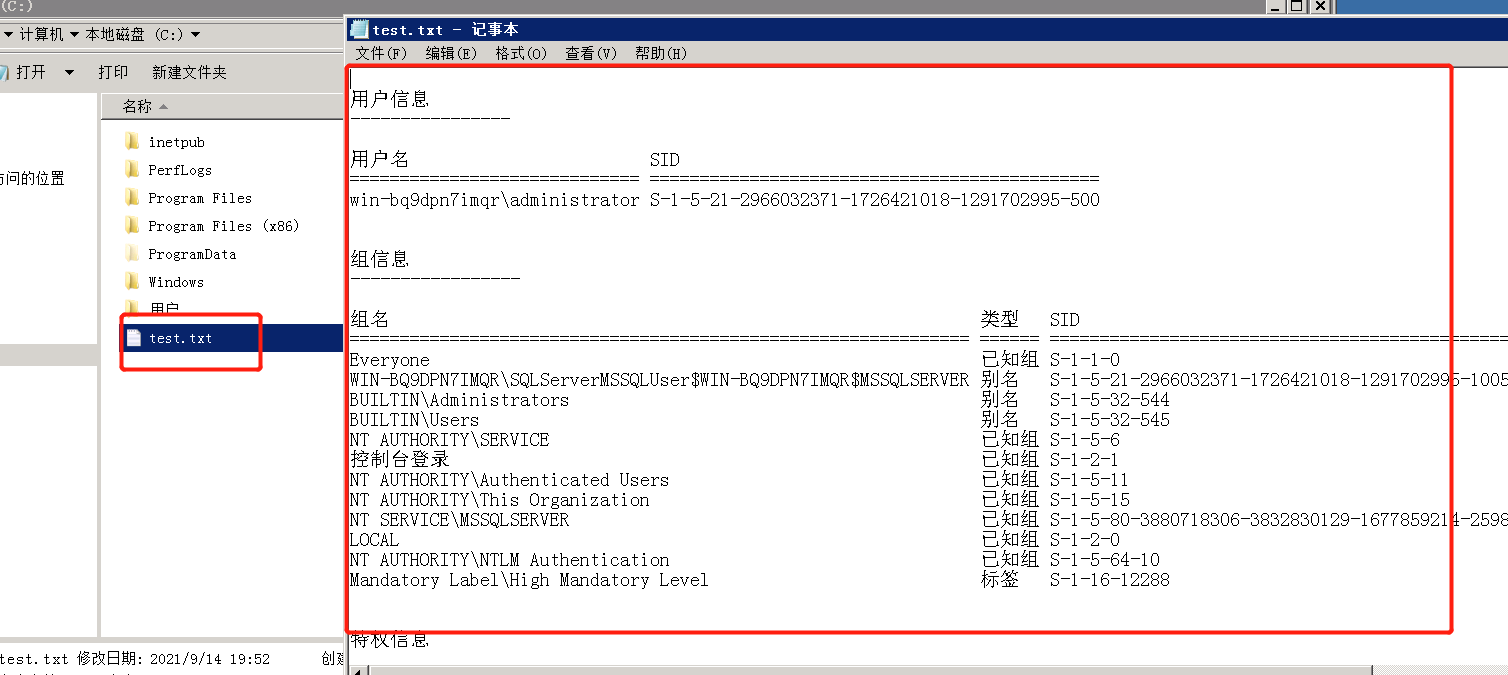 (C:)
计算机 本地磁盘 (C:)
打开 打印 新建文件夹
名称
问的位置
inetpub
PerfLogs
Program Files
Program Files (x86)
ProgramData
Windows
用户
test.txt
test.txt 修改日期: 2021/9/14 19:52
test.txt - 记事本
文件(F) 编辑(E) 格式(O) 查看(V) 帮助(H)
用户信息
----------------
用户名 SID
============================= =============================================
win-bq9dpn7imqr\administrator S-1-5-21-2966032371-1726421018-1291702995-500
组信息
-----------------
组名 类型 SID
============================================================== ====== ==============================================
Everyone 已知组 S-1-1-0
WIN-BQ9DPN7IMQR\SQLServerMSSQLUser$WIN-BQ9DPN7IMQR$MSSQLSERVER 别名 S-1-5-21-2966032371-1726421018-1291702995-1005
BUILTIN\Administrators 别名 S-1-5-32-544
BUILTIN\Users 别名 S-1-5-32-545
NT AUTHORITY\SERVICE 已知组 S-1-5-6
控制台登录 已知组 S-1-2-1
NT AUTHORITY\Authenticated Users 已知组 S-1-5-11
NT AUTHORITY\This Organization 已知组 S-1-5-15
NT SERVICE\MSSQLSERVER 已知组 S-1-5-80-3880718306-3832830129-1677859214-2598
LOCAL 已知组 S-1-2-0
NT AUTHORITY\NTLM Authentication 已知组 S-1-5-64-10
Mandatory Label\High Mandatory Level 标签 S-1-16-12288
特权信息